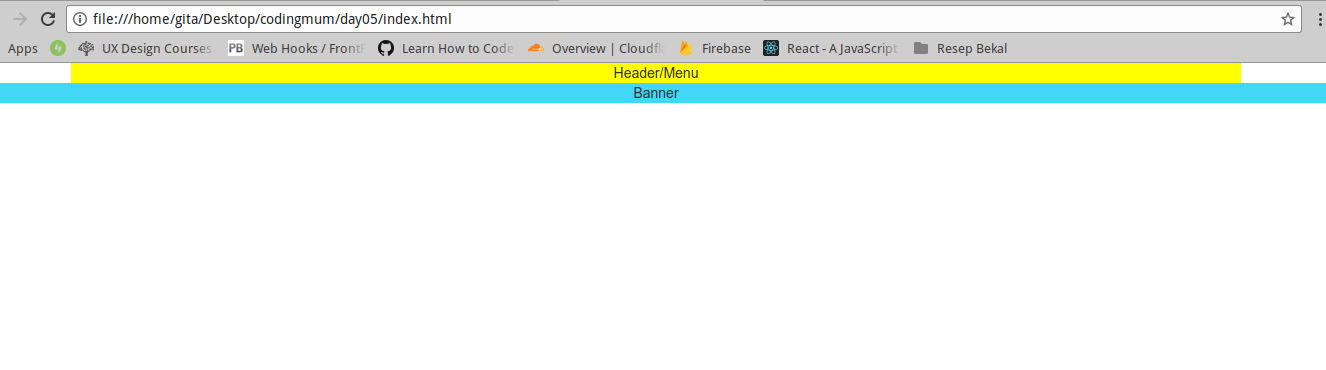 file:///home/gita/Desktop/codingmum/day05/index.html
Apps UX Design Courses PB Web Hooks / Front Learn How to Code Overview | Cloudfl Firebase React - A JavaScript Resep Bekal
Header/Menu
Banner